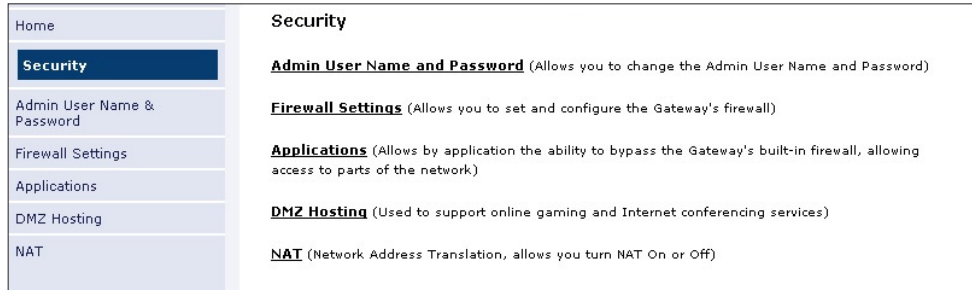 Home
Security
Admin User Name &
Password
Firewall Settings
Applications
DMZ Hosting
NAT
Security
Admin User Name and Password (Allows you to change the Admin User Name and Password)
Firewall Settings (Allows you to set and configure the Gateway's firewall)
Applications (Allows by application the ability to bypass the Gateway's built-in firewall, allowing
access to parts of the network)
DMZ Hosting (Used to support online gaming and Internet conferencing services)
NAT (Network Address Translation, allows you turn NAT On or Off)